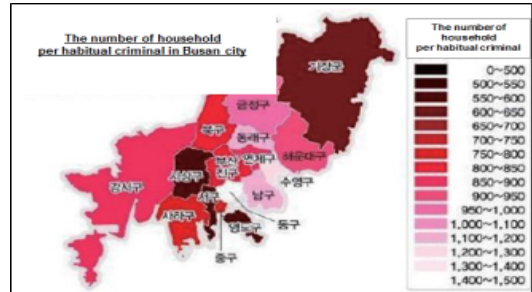 The number of household
per habitual criminal in Busan city
The number of
household
per habitual criminal
0~500
500~550
550~600
600~650
650~700
700~750
750~800
800~850
850~900
900~950
950~1,000
1,000~1,100
1,100~1,200
1,200~1,300
1,300~1,400
1,400~1,500
기장군
금정구
북구
동래구
해운대구
부산
진구
연제구
강서구
사상구
수영구
남구
서구
사하구
동구
영도구
중구